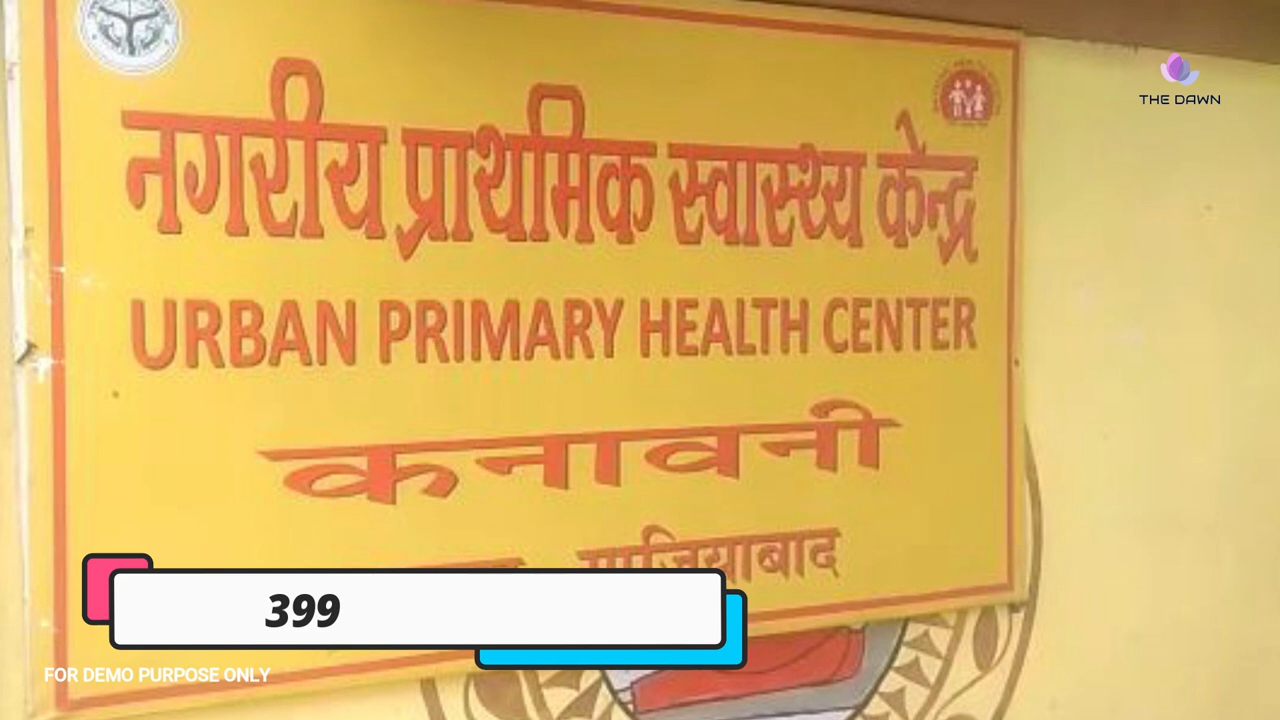 THE DAWN
नगरीय प्राथमिक स्वास्थ्य केन्द्र
URBAN PRIMARY HEALTH CENTER
कनावनी
गाजियाबाद
399
FOR DEMO PURPOSE ONLY